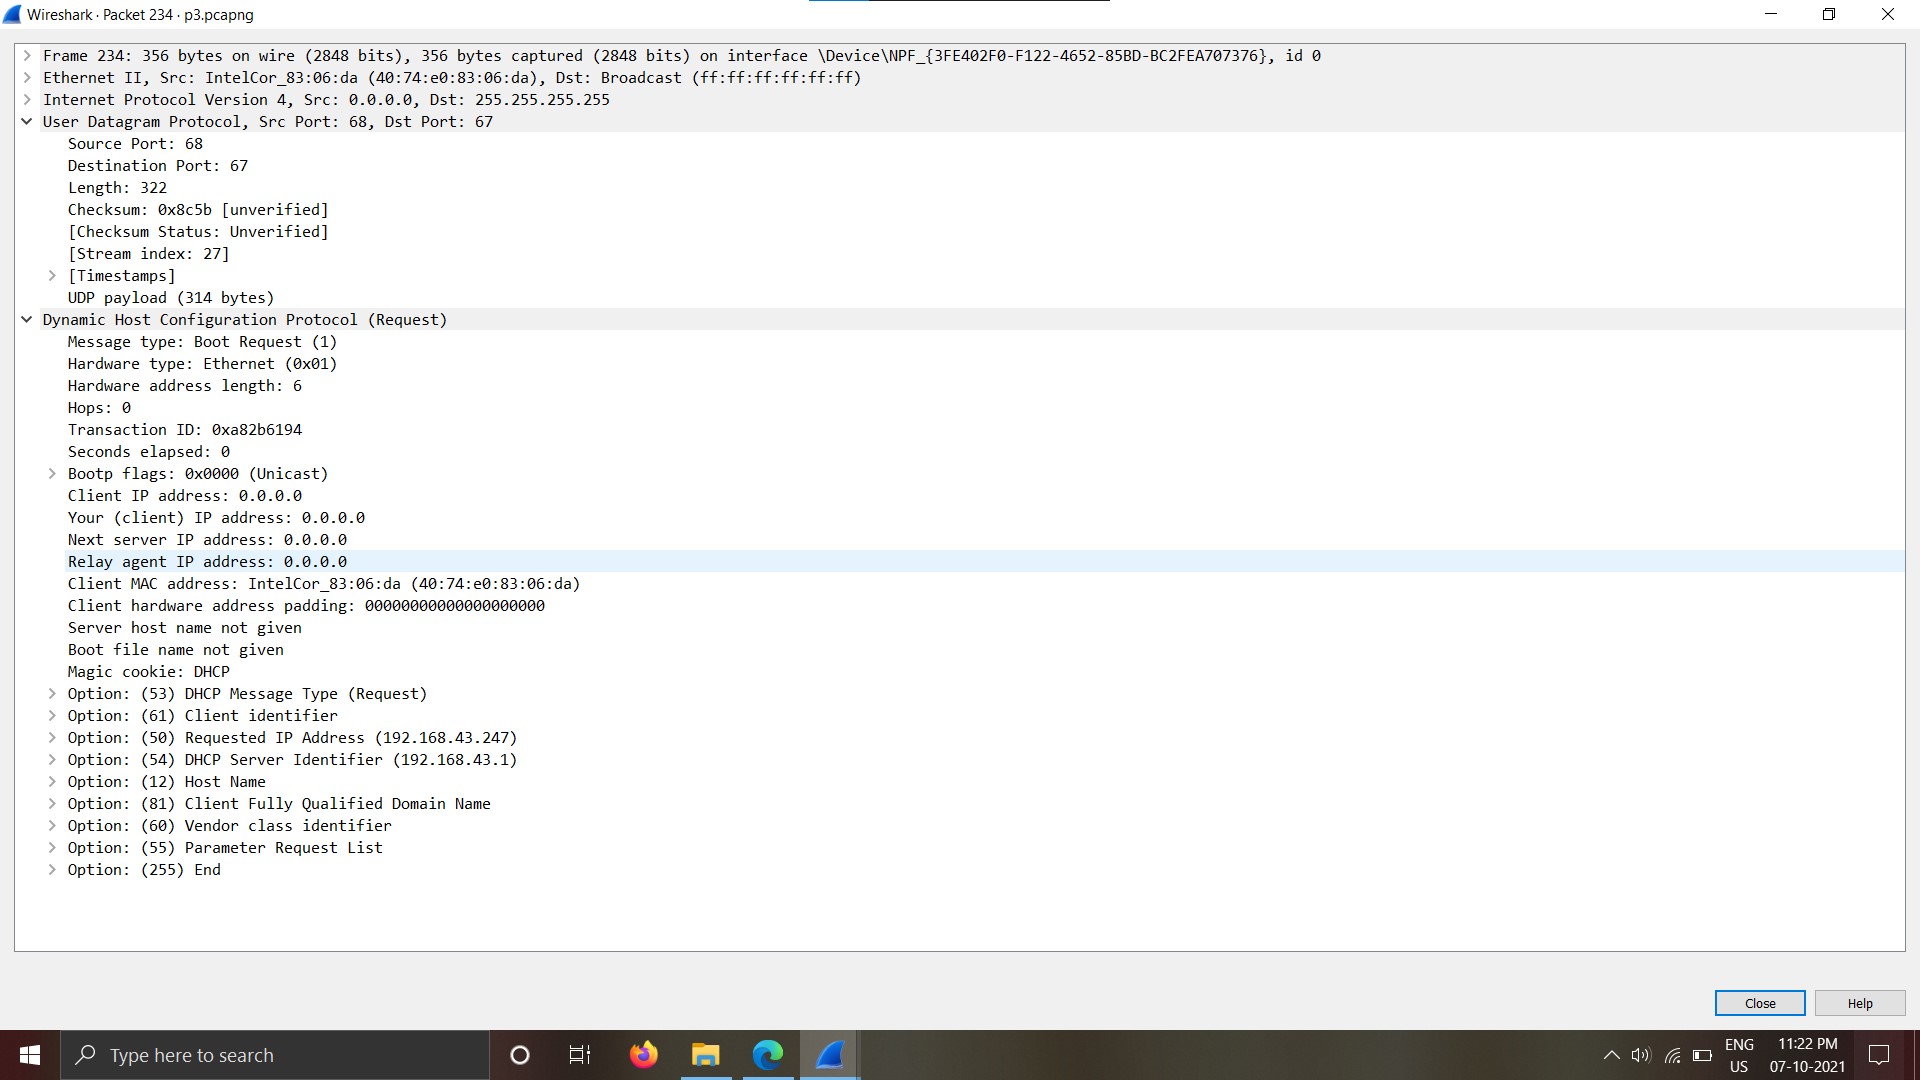 Wireshark · Packet 234 · p3.pcapng
Frame 234: 356 bytes on wire (2848 bits), 356 bytes captured (2848 bits) on interface \Device\NPF_{3FE402F0-F122-4652-85BD-BC2FEA707376}, id 0
Ethernet II, Src: IntelCor_83:06:da (40:74:e0:83:06:da), Dst: Broadcast (ff:ff:ff:ff:ff:ff)
Internet Protocol Version 4, Src: 0.0.0.0, Dst: 255.255.255.255
User Datagram Protocol, Src Port: 68, Dst Port: 67
Source Port: 68
Destination Port: 67
Length: 322
Checksum: 0x8c5b [unverified]
[Checksum Status: Unverified]
[Stream index: 27]
[Timestamps]
UDP payload (314 bytes)
Dynamic Host Configuration Protocol (Request)
Message type: Boot Request (1)
Hardware type: Ethernet (0x01)
Hardware address length: 6
Hops: 0
Transaction ID: 0xa82b6194
Seconds elapsed: 0
Bootp flags: 0x0000 (Unicast)
Client IP address: 0.0.0.0
Your (client) IP address: 0.0.0.0
Next server IP address: 0.0.0.0
Relay agent IP address: 0.0.0.0
Client MAC address: IntelCor_83:06:da (40:74:e0:83:06:da)
Client hardware address padding: 00000000000000000000
Server host name not given
Boot file name not given
Magic cookie: DHCP
Option: (53) DHCP Message Type (Request)
Option: (61) Client identifier
Option: (50) Requested IP Address (192.168.43.247)
Option: (54) DHCP Server Identifier (192.168.43.1)
Option: (12) Host Name
Option: (81) Client Fully Qualified Domain Name
Option: (60) Vendor class identifier
Option: (55) Parameter Request List
Option: (255) End
Close Help
Type here to search
ENG 11:22 PM
US 07-10-2021